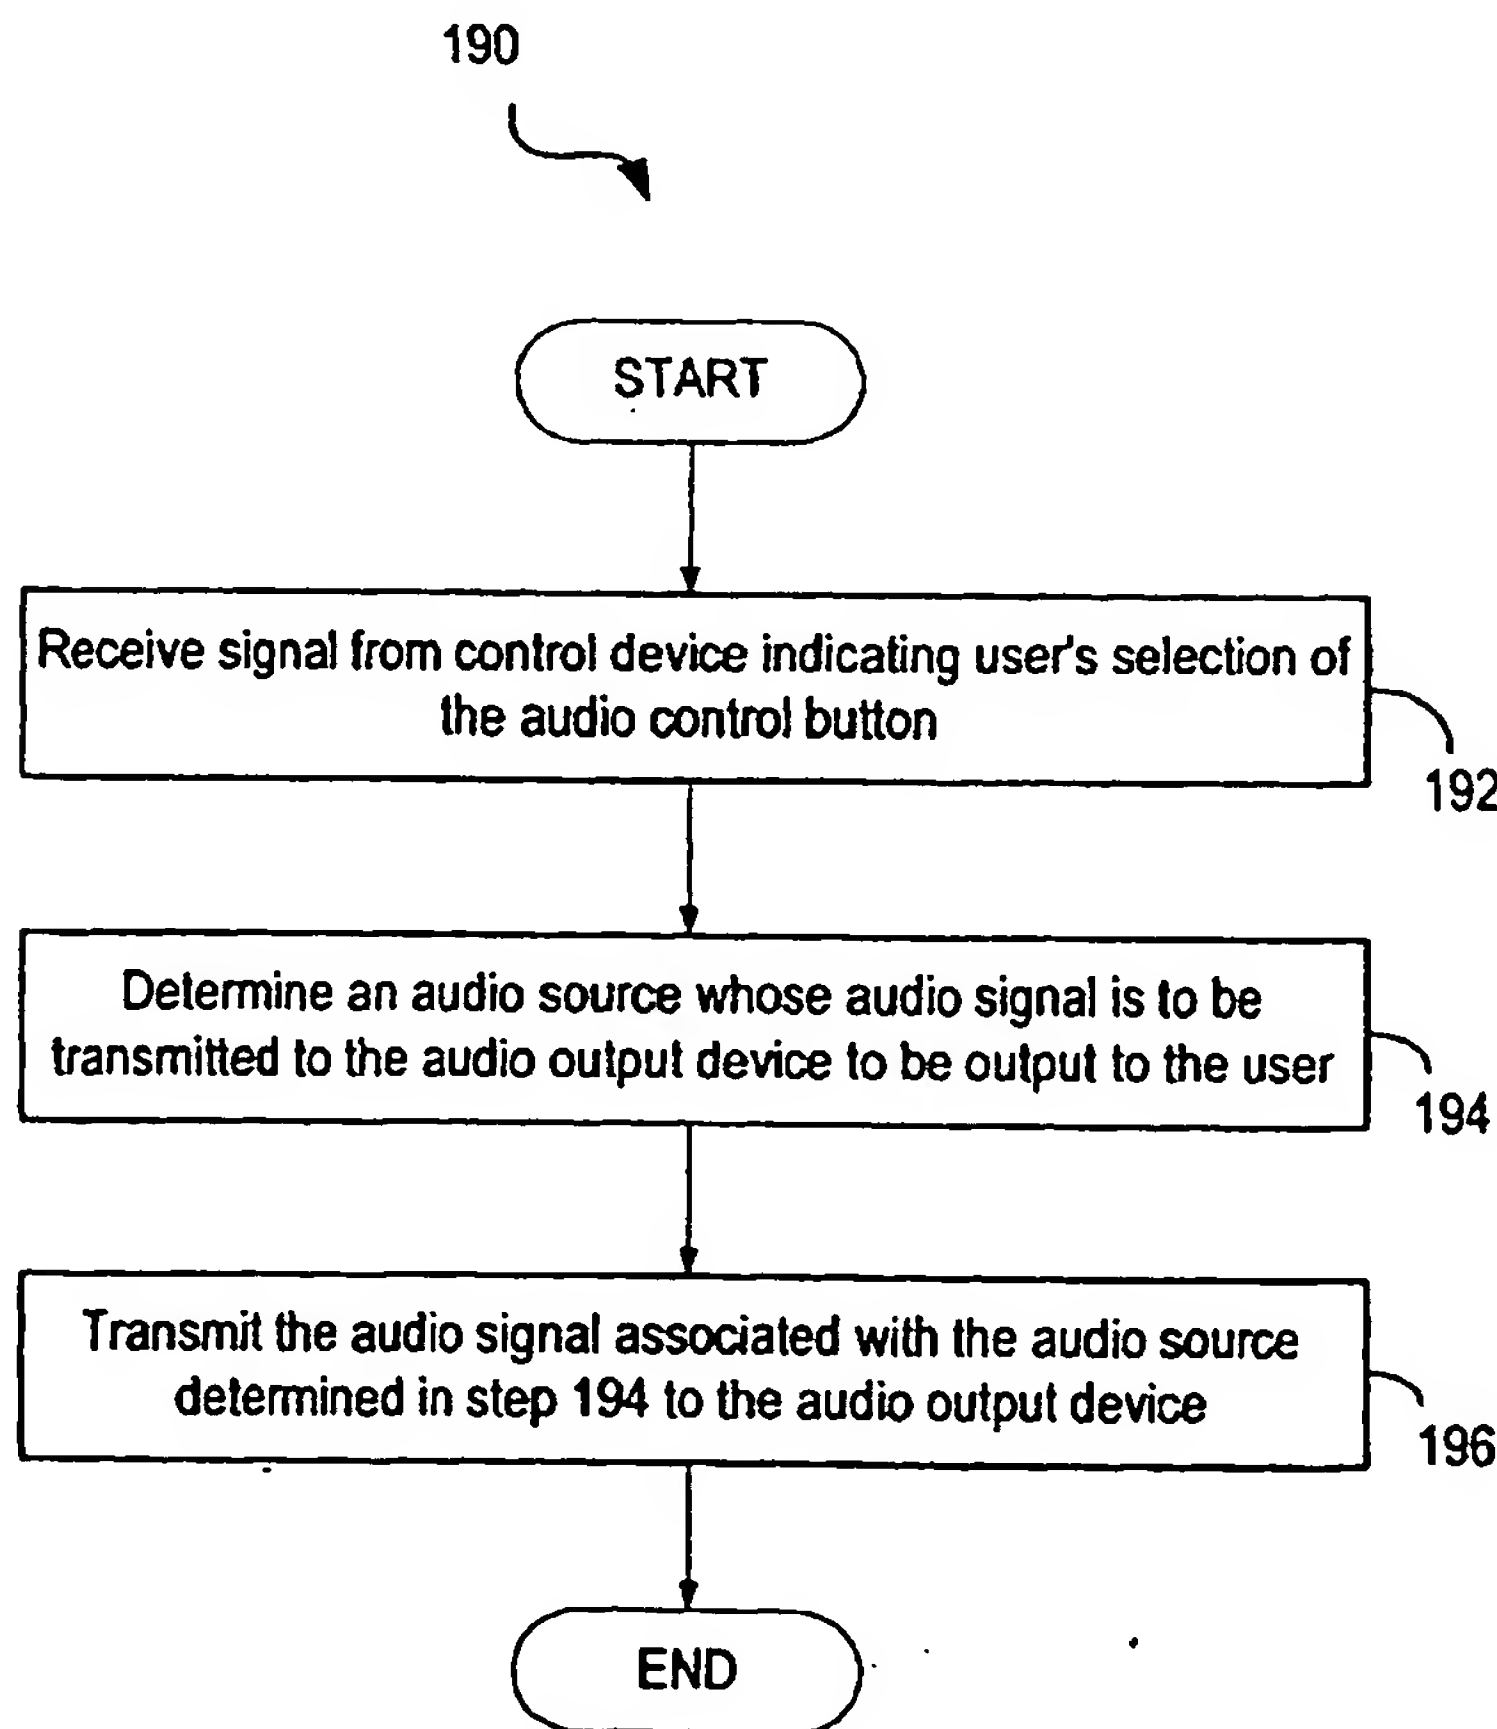 190
START
Receive signal from control device indicating user's selection of
the audio control button
192
Determine an audio source whose audio signal is to be
transmitted to the audio output device to be output to the user
194
Transmit the audio signal associated with the audio source
determined in step 194 to the audio output device
196
END